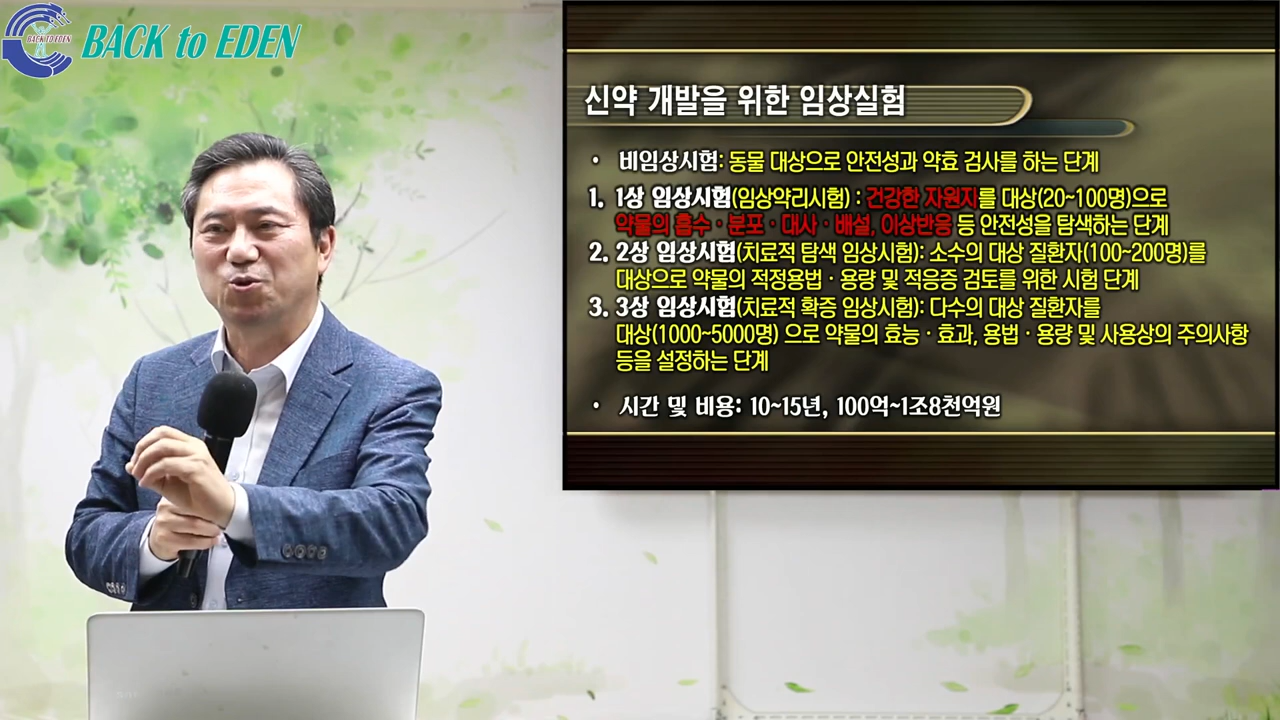 BACK TO EDEN
BACK to EDEN
신약 개발을 위한 임상실험
• 비임상시험: 동물 대상으로 안전성과 약효 검사를 하는 단계
1. 1상 임상시험(임상약리시험) : 건강한 자원자를 대상(20~100명)으로
약물의 흡수 · 분포 · 대사 · 배설, 이상반응 등 안전성을 탐색하는 단계
2. 2상 임상시험(치료적 탐색 임상시험): 소수의 대상 질환자(100~200명)를
대상으로 약물의 적정용법 · 용량 및 적응증 검토를 위한 시험 단계
3. 3상 임상시험(치료적 확증 임상시험): 다수의 대상 질환자를
대상(1000~5000명) 으로 약물의 효능 · 효과, 용법 · 용량 및 사용상의 주의사항
등을 설정하는 단계
• 시간 및 비용: 10~15년, 100억~1조8천억원